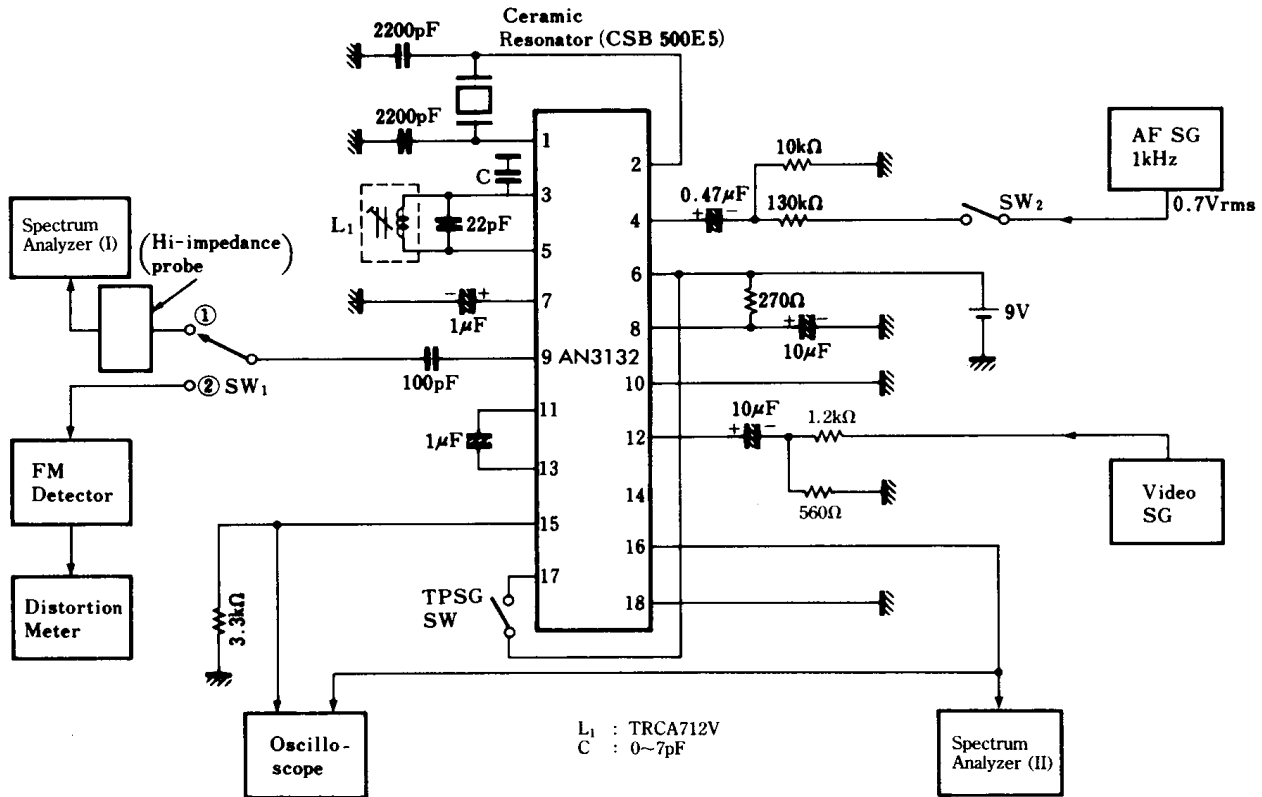 Ceramic
Resonator (CSB 500E5)
2200pF
2200pF
C
L₁
22pF
1
3
5
7
9
11
13
15
17
2
4
6
8
10
12
14
16
18
AN3132
10kΩ
0.47μF
+ -
130kΩ
SW₂
AF SG
1kHz
0.7Vrms
Spectrum
Analyzer (I)
(Hi-impedance
probe)
①
② SW₁
- +
1μF
100pF
270Ω
+ -
10μF
9V
1μF
10μF
+ -
1.2kΩ
560Ω
Video
SG
FM
Detector
Distortion
Meter
3.3kΩ
TPSG
SW
Oscillo-
scope
L₁ : TRCA712V
C : 0~7pF
Spectrum
Analyzer (II)